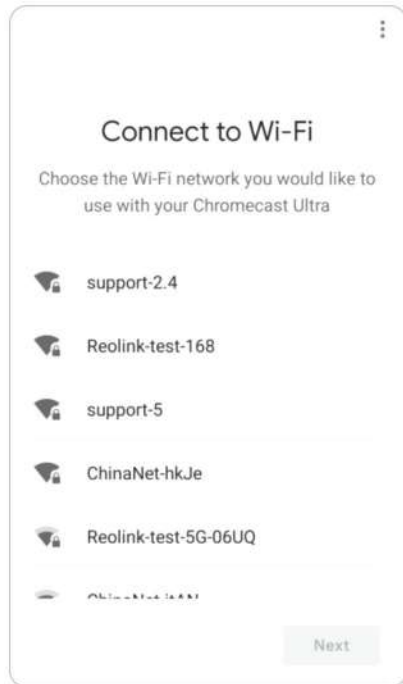 Connect to Wi-Fi
Choose the Wi-Fi network you would like to
use with your Chromecast Ultra
support-2.4
Reolink-test-168
support-5
ChinaNet-hkJe
Reolink-test-5G-06UQ
Next